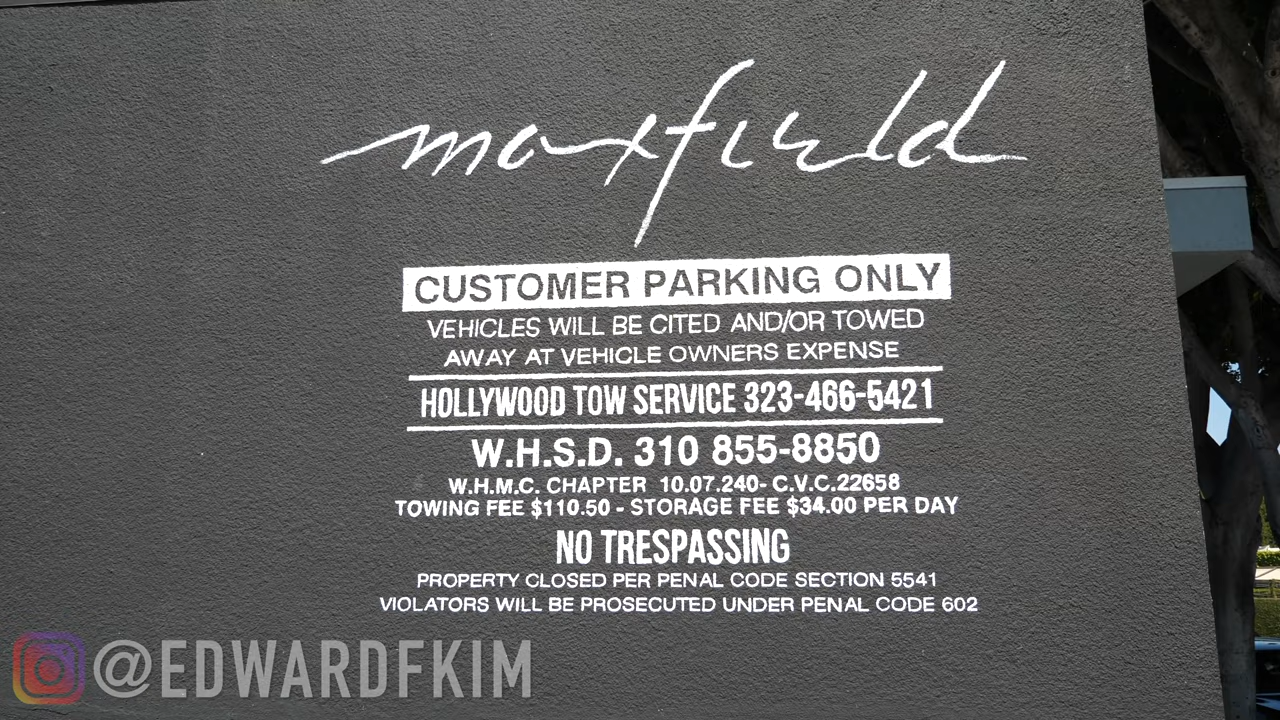 maxfield
CUSTOMER PARKING ONLY
VEHICLES WILL BE CITED AND/OR TOWED
AWAY AT VEHICLE OWNERS EXPENSE
HOLLYWOOD TOW SERVICE 323-466-5421
W.H.S.D. 310 855-8850
W.H.M.C. CHAPTER 10.07.240- C.V.C.22658
TOWING FEE $110.50 - STORAGE FEE $34.00 PER DAY
NO TRESPASSING
PROPERTY CLOSED PER PENAL CODE SECTION 5541
VIOLATORS WILL BE PROSECUTED UNDER PENAL CODE 602
@EDWARDFKIM